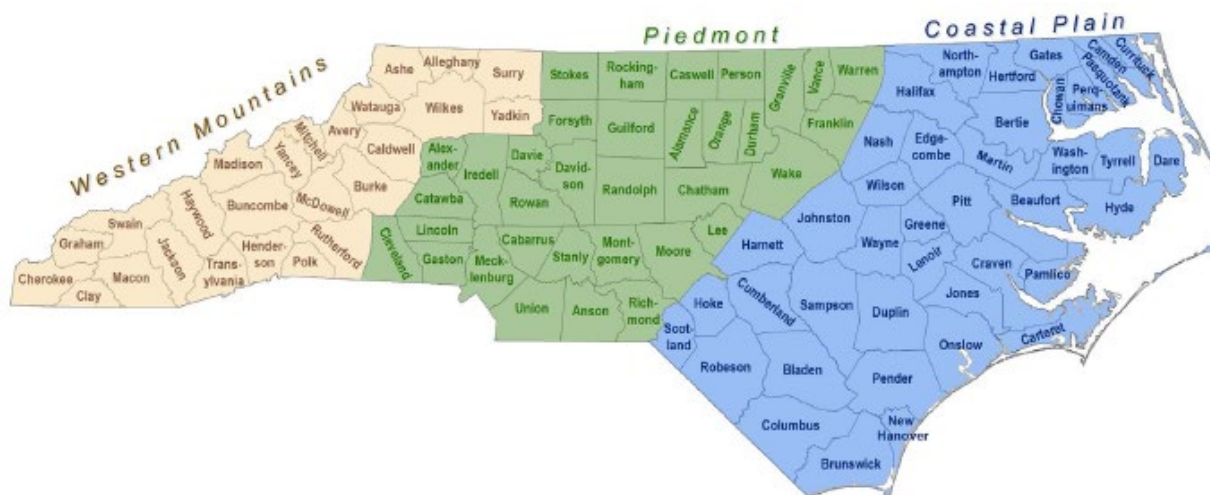 Western Mountains
Piedmont
Coastal Plain
Ashe
Alleghany
Surry
Watauga
Wilkes
Yadkin
Mitchell
Avery
Caldwell
Madison
Yancey
Burke
Buncombe
McDowell
Haywood
Swain
Graham
Jackson
Hender-
son
Rutherford
Polk
Cherokee
Macon
Trans-
ylvania
Clay
Stokes
Rocking-
ham
Caswell
Person
Granville
Vance
Warren
Forsyth
Guilford
Alamance
Orange
Durham
Franklin
Alex-
ander
Iredell
Davie
David-
son
Randolph
Chatham
Wake
Catawba
Rowan
Lincoln
Cleveland
Gaston
Meck-
lenburg
Cabarrus
Stanly
Mont-
gomery
Moore
Lee
Union
Anson
Rich-
mond
North-
ampton
Gates
Hertford
Currituck
Camden
Pasquotank
Perq-
uimans
Chowan
Halifax
Bertie
Nash
Edge-
combe
Martin
Wash-
ington
Tyrrell
Dare
Wilson
Pitt
Beaufort
Hyde
Johnston
Greene
Wayne
Lenoir
Craven
Pamlico
Harnett
Jones
Carteret
Cumberland
Sampson
Duplin
Onslow
Hoke
Scot-
land
Robeson
Bladen
Pender
Columbus
New
Hanover
Brunswick